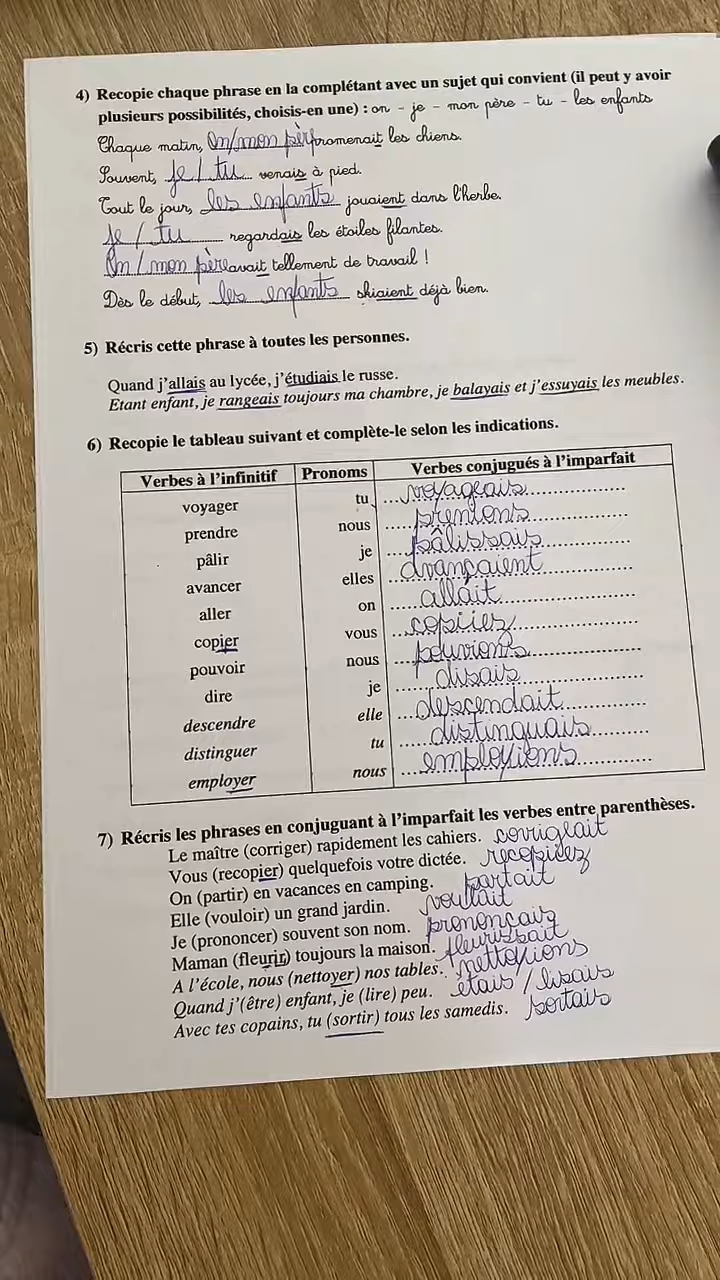 4) Recopie chaque phrase en la complétant avec un sujet qui convient (il peut y avoir
plusieurs possibilités, choisis-en une) : on - je - mon père - tu - les enfants
Chaque matin, On/mon père promenait les chiens.
Souvent, je / tu venais à pied.
Tout le jour, les enfants jouaient dans l'herbe.
Je / tu regardais les étoiles filantes.
On / mon père avait tellement de travail !
Dès le début, les enfants skiaient déjà bien.
5) Récris cette phrase à toutes les personnes.
Quand j'allais au lycée, j'étudiais le russe.
Etant enfant, je rangeais toujours ma chambre, je balayais et j'essuyais les meubles.
6) Recopie le tableau suivant et complète-le selon les indications.
Verbes à l'infinitif Pronoms Verbes conjugués à l'imparfait
voyager tu voyageais
prendre nous prenions
pâlir je pâlissais
avancer elles avançaient
aller on allait
copier vous copiiez
pouvoir nous pouvions
dire je disais
descendre elle descendait
distinguer tu distinguais
employer nous employions
7) Récris les phrases en conjuguant à l'imparfait les verbes entre parenthèses.
Le maître (corriger) rapidement les cahiers. corrigeait
Vous (recopier) quelquefois votre dictée. recopiiez
On (partir) en vacances en camping. partait
Elle (vouloir) un grand jardin. voulait
Je (prononcer) souvent son nom. prononçais
Maman (fleurir) toujours la maison. fleurissait
A l'école, nous (nettoyer) nos tables. nettoyions
Quand j'(être) enfant, je (lire) peu. étais / lisais
Avec tes copains, tu (sortir) tous les samedis. sortais